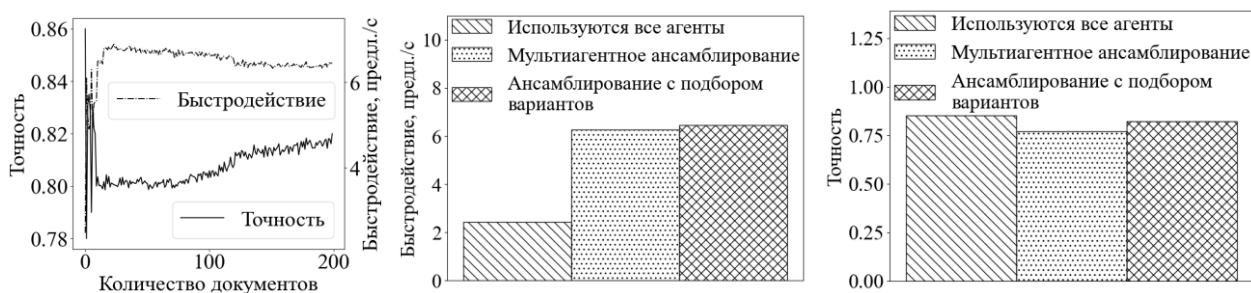 0.86
0.84
0.82
0.80
0.78
Точность
Быстродействие
Точность
6
4
Быстродействие, предл./с
0
100
200
Количество документов
10
8
6
4
2
0
Быстродействие, предл./с
Используются все агенты
Мультиагентное ансамблирование
Ансамблирование с подбором
вариантов
1.25
1.00
0.75
0.50
0.25
0.00
Точность
Используются все агенты
Мультиагентное ансамблирование
Ансамблирование с подбором
вариантов